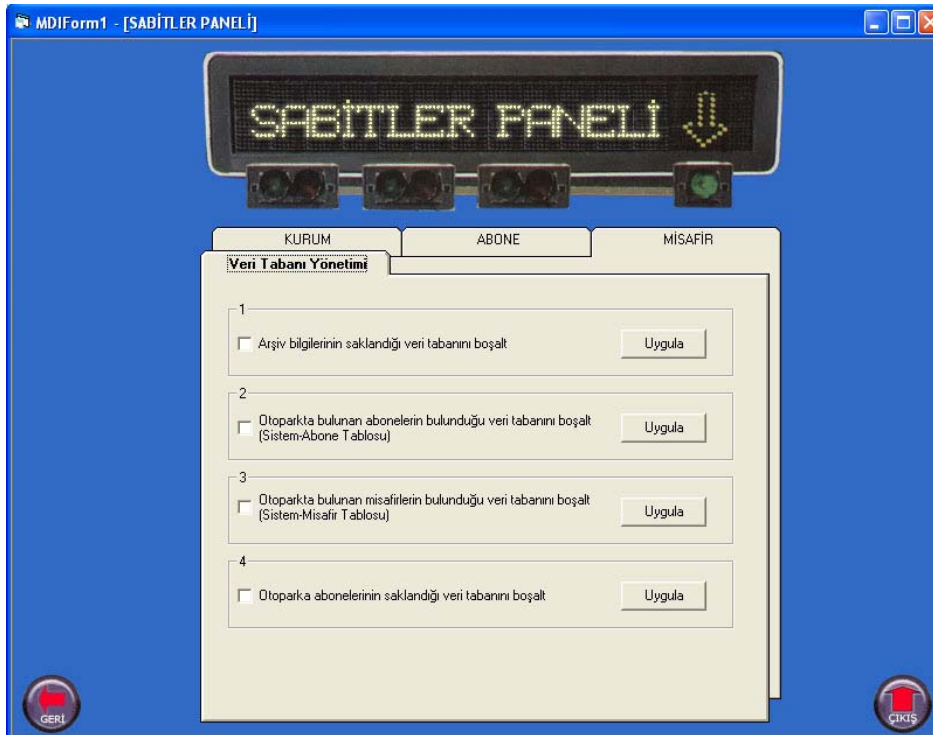 MDIForm1 - [SABİTLER PANELİ]
SABİTLER PANELİ
KURUM
ABONE
MİSAFİR
Veri Tabanı Yönetimi
1
Arşiv bilgilerinin saklandığı veri tabanını boşalt
Uygula
2
Otoparkta bulunan abonelerin bulunduğu veri tabanını boşalt
(Sistem-Abone Tablosu)
Uygula
3
Otoparkta bulunan misafirlerin bulunduğu veri tabanını boşalt
(Sistem-Misafir Tablosu)
Uygula
4
Otoparka abonelerinin saklandığı veri tabanını boşalt
Uygula
GERİ
ÇIKIŞ